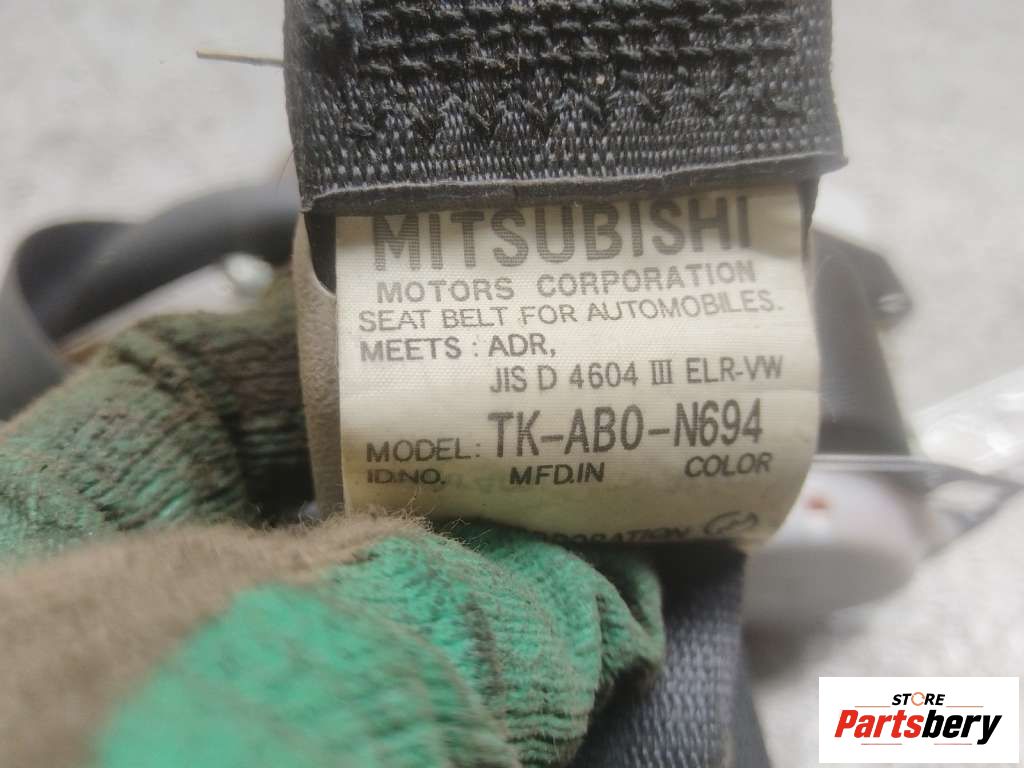 MITSUBISHI
MOTORS CORPORATION
SEAT BELT FOR AUTOMOBILES.
MEETS : ADR,
JIS D 4604 III ELR-VW
MODEL: TK-AB0-N694
ID.NO. MFD.IN COLOR
STORE
Partsbery